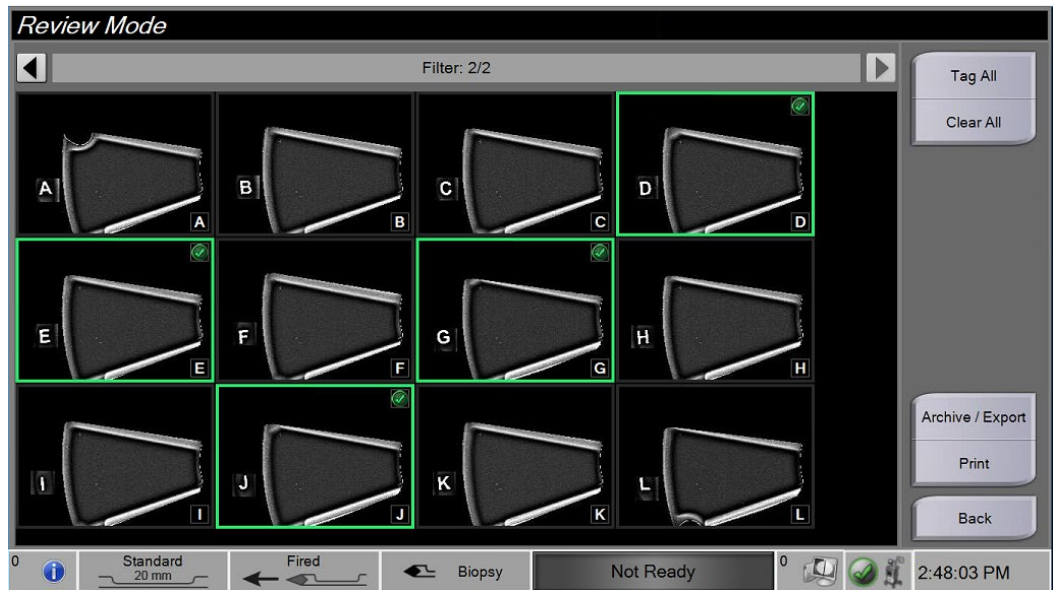 Review Mode
Filter: 2/2
Tag All
Clear All
A A
B B
C C
D D
E E
F F
G G
H H
I I
J J
K K
L L
Archive / Export
Print
Back
0
Standard
20 mm
Fired
Biopsy
Not Ready
0
2:48:03 PM